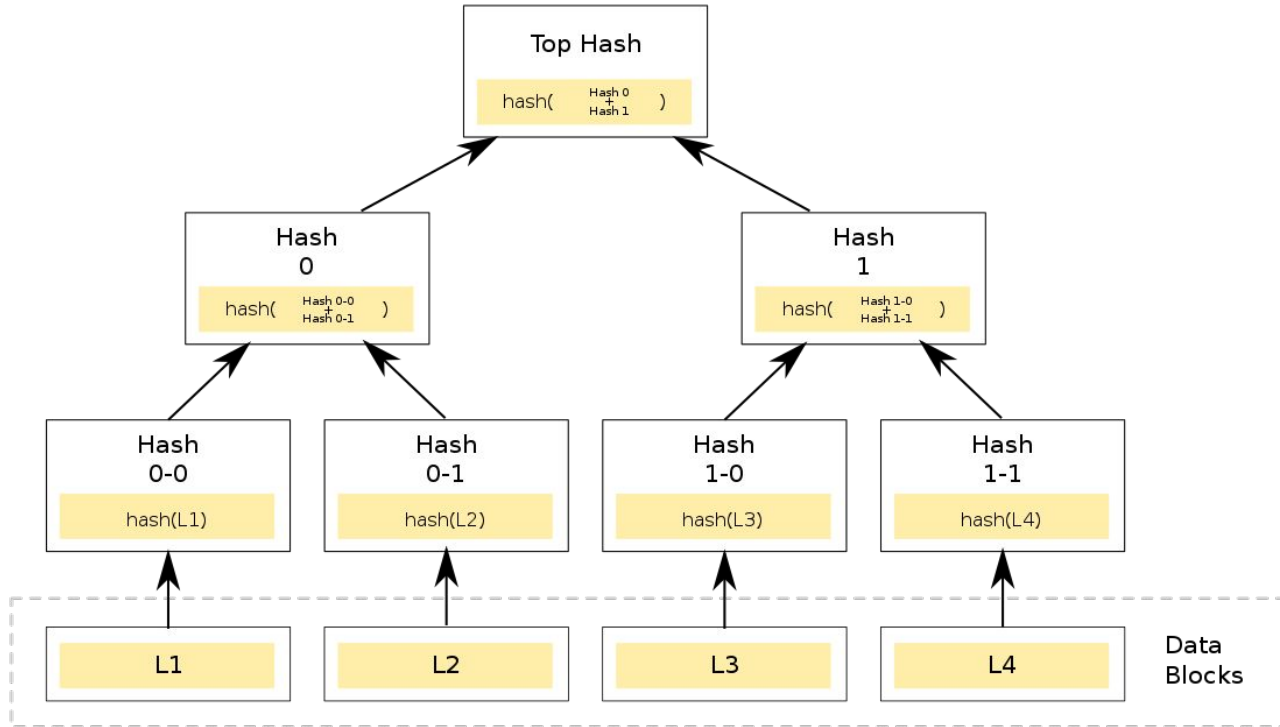 Top Hash
hash( Hash 0 + Hash 1 )
Hash
0
hash( Hash 0-0 + Hash 0-1 )
Hash
1
hash( Hash 1-0 + Hash 1-1 )
Hash
0-0
hash(L1)
Hash
0-1
hash(L2)
Hash
1-0
hash(L3)
Hash
1-1
hash(L4)
L1
L2
L3
L4
Data
Blocks